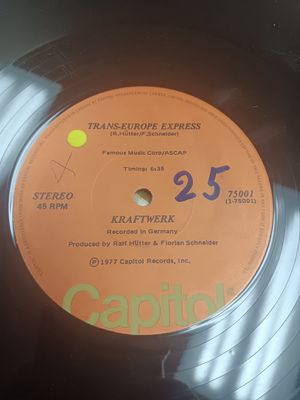 TRANS-EUROPE EXPRESS
(R.Hütter/F.Schneider)
Famous Music Corp/ASCAP
Timing: 6:35
STEREO
45 RPM
25
75001
(1-75001)
KRAFTWERK
Recorded in Germany
Produced by Ralf Hütter & Florian Schneider
Ⓟ1977 Capitol Records, Inc.
Capitol